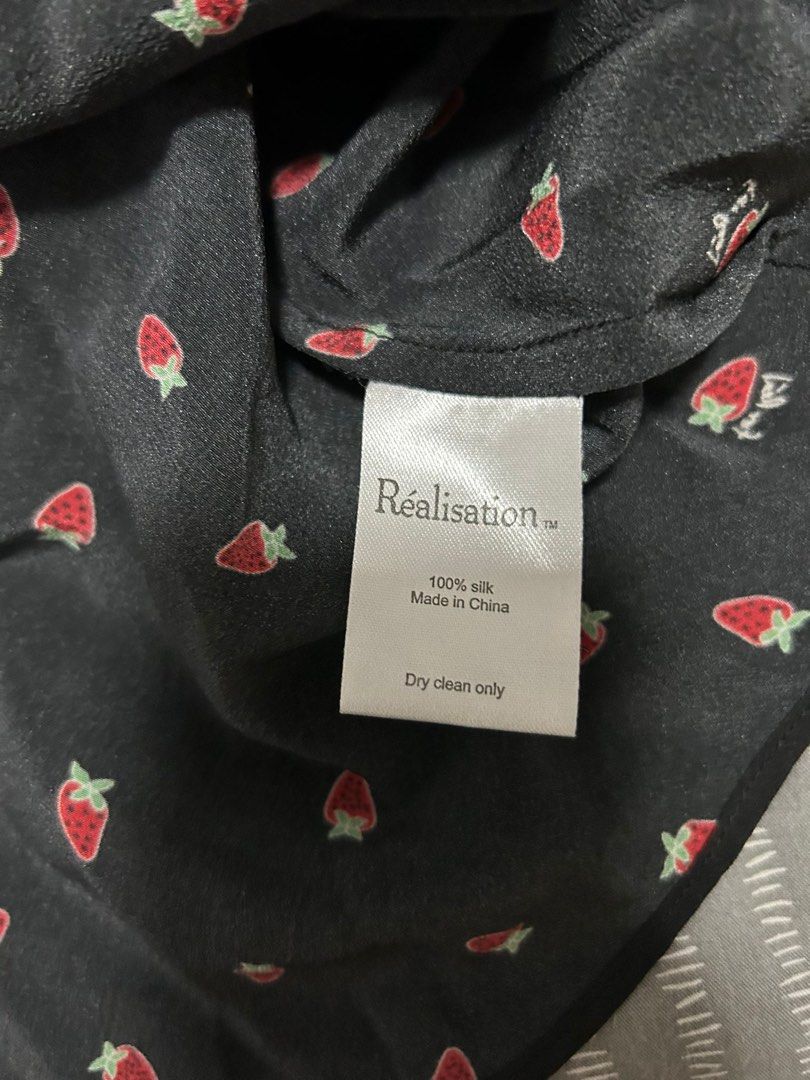 Réalisation™
100% silk
Made in China
Dry clean only